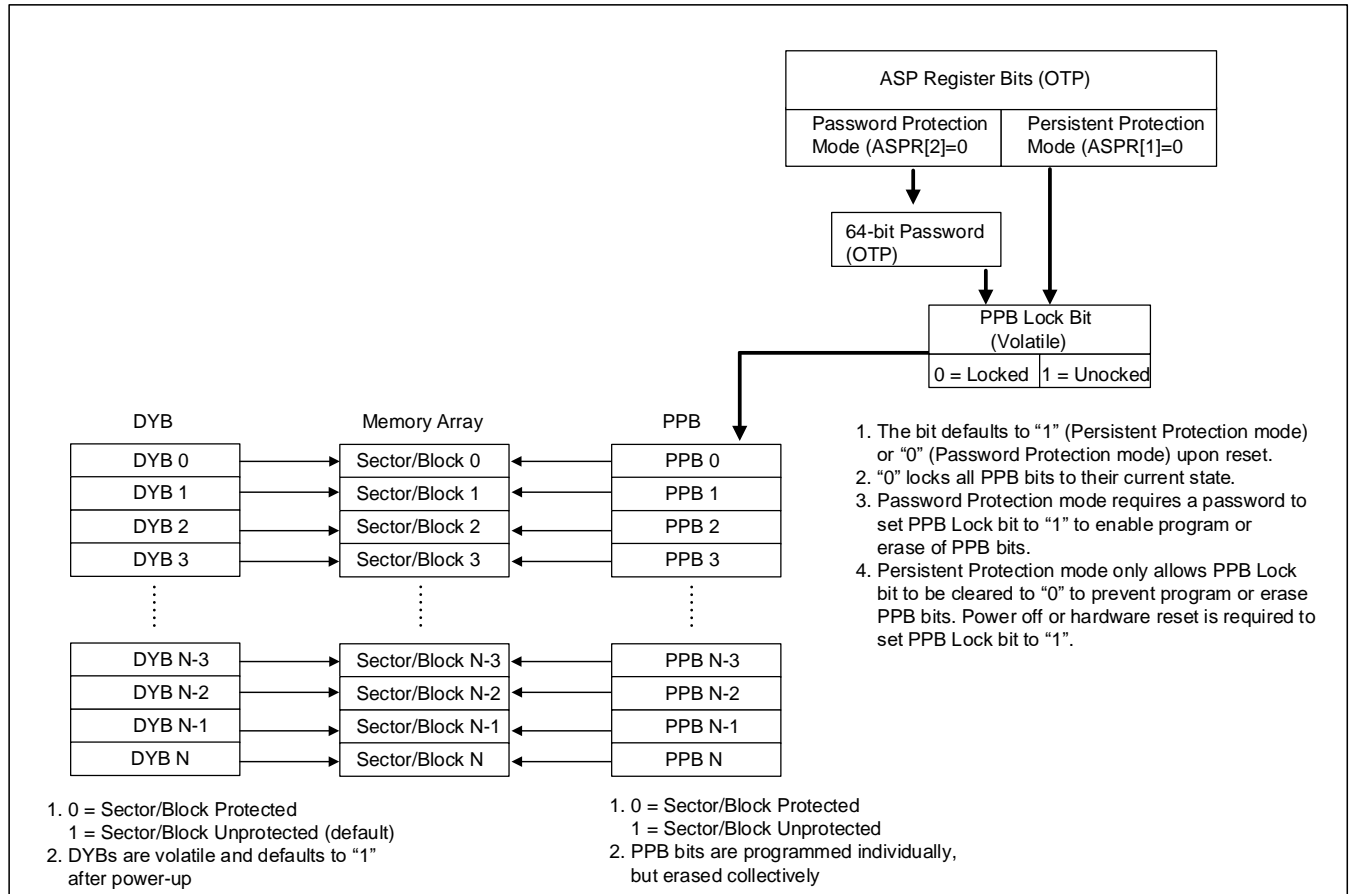 ASP Register Bits (OTP)
Password Protection
Mode (ASPR[2]=0
Persistent Protection
Mode (ASPR[1]=0
64-bit Password
(OTP)
PPB Lock Bit
(Volatile)
0 = Locked
1 = Unocked
1. The bit defaults to “1” (Persistent Protection mode)
or “0” (Password Protection mode) upon reset.
2. “0” locks all PPB bits to their current state.
3. Password Protection mode requires a password to
set PPB Lock bit to “1” to enable program or
erase of PPB bits.
4. Persistent Protection mode only allows PPB Lock
bit to be cleared to “0” to prevent program or erase
PPB bits. Power off or hardware reset is required to
set PPB Lock bit to “1”.
DYB Memory Array PPB
DYB 0 Sector/Block 0 PPB 0
DYB 1 Sector/Block 1 PPB 1
DYB 2 Sector/Block 2 PPB 2
DYB 3 Sector/Block 3 PPB 3
DYB N-3 Sector/Block N-3 PPB N-3
DYB N-2 Sector/Block N-2 PPB N-2
DYB N-1 Sector/Block N-1 PPB N-1
DYB N Sector/Block N PPB N
1. 0 = Sector/Block Protected
1 = Sector/Block Unprotected (default)
2. DYBs are volatile and defaults to “1”
after power-up
1. 0 = Sector/Block Protected
1 = Sector/Block Unprotected
2. PPB bits are programmed individually,
but erased collectively